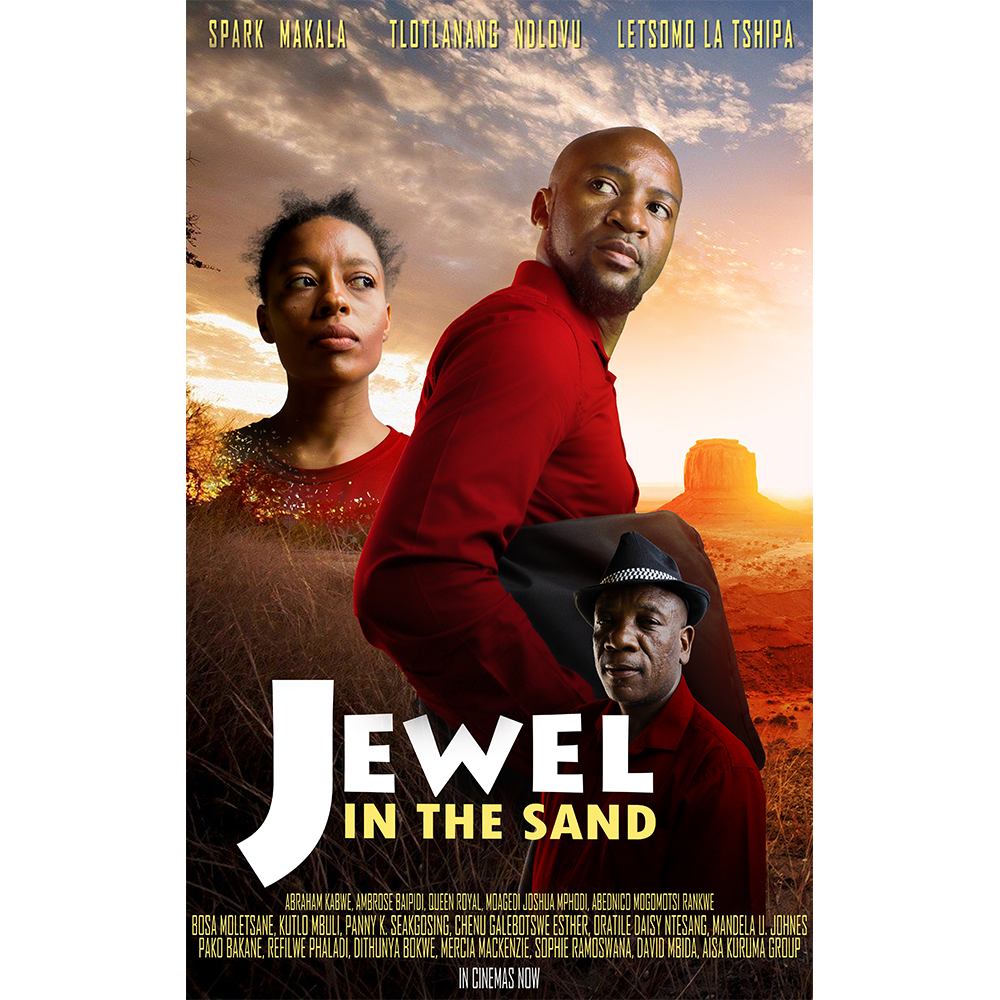 SPARK MAKALA TLOTLANANG NDLOVU LETSOMO LA TSHIPA
JEWEL
IN THE SAND
ABRAHAM KABWE, AMBROSE BAIPIDI, QUEEN ROYAL, MOAGEDI JOSHUA MPHODI, ABEDNICO MOGOMOTSI RANKWE
BOSA MOLETSANE, KUTLO MBULI, PANNY K. SEAKGOSING, CHENU GALEBOTSWE ESTHER, ORATILE DAISY NTESANG, MANDELA U. JOHNES
PAKO BAKANE, REFILWE PHALADI, DITHUNYA BOKWE, MERCIA MACKENZIE, SOPHIE RAMOSWANA, DAVID MBIDA, AISA KURUMA GROUP
IN CINEMAS NOW